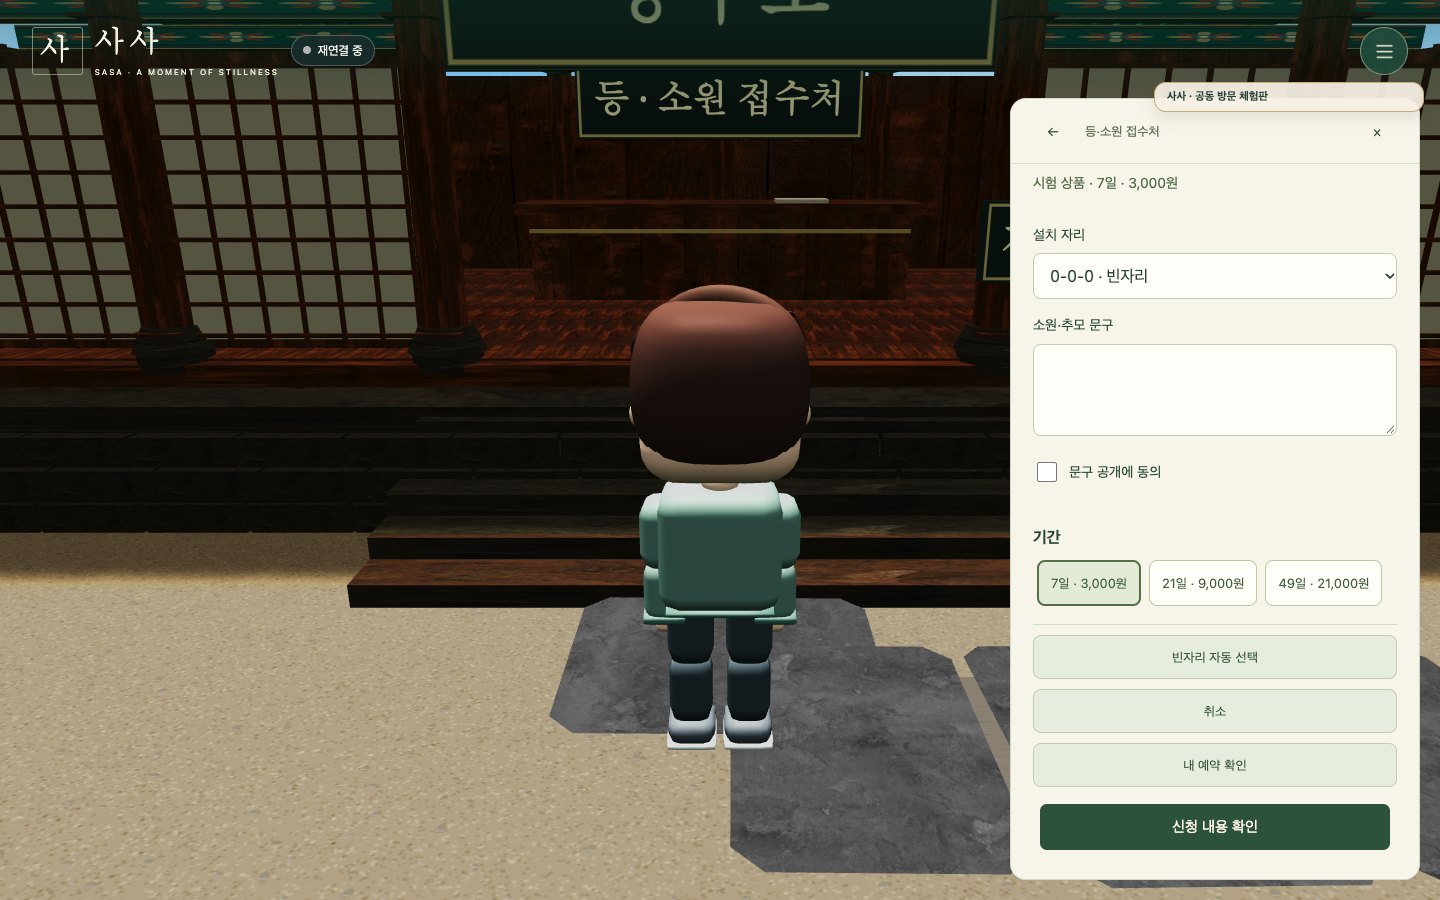 사
사사
SASA · A MOMENT OF STILLNESS
재연결 중
등·소원 접수처
사사 · 공동 방문 체험판
← 등·소원 접수처 ×
시험 상품 · 7일 · 3,000원
설치 자리
0-0-0 · 빈자리
소원·추모 문구
문구 공개에 동의
기간
7일 · 3,000원
21일 · 9,000원
49일 · 21,000원
빈자리 자동 선택
취소
내 예약 확인
신청 내용 확인